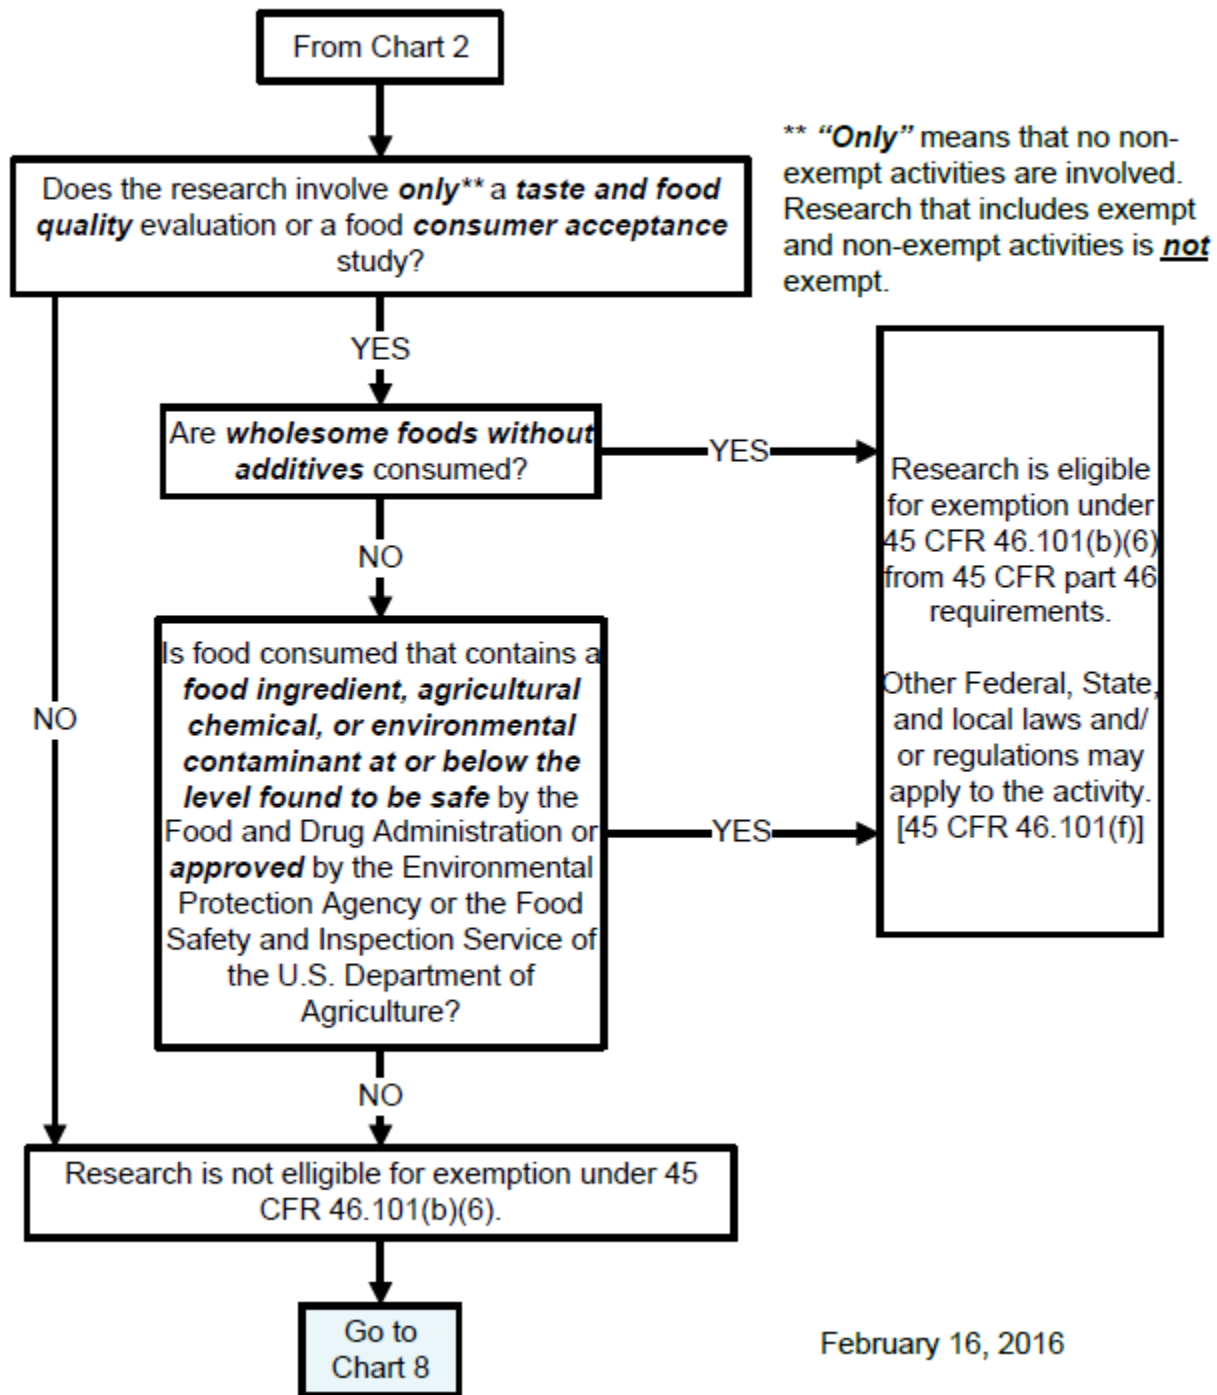 From Chart 2
** “Only” means that no non-
exempt activities are involved.
Research that includes exempt
and non-exempt activities is not
exempt.
Does the research involve only** a taste and food
quality evaluation or a food consumer acceptance
study?
YES
Are wholesome foods without
additives consumed?
YES
Research is eligible
for exemption under
45 CFR 46.101(b)(6)
from 45 CFR part 46
requirements.
Other Federal, State,
and local laws and/
or regulations may
apply to the activity.
[45 CFR 46.101(f)]
NO
Is food consumed that contains a
food ingredient, agricultural
chemical, or environmental
contaminant at or below the
level found to be safe by the
Food and Drug Administration or
approved by the Environmental
Protection Agency or the Food
Safety and Inspection Service of
the U.S. Department of
Agriculture?
YES
NO
NO
Research is not elligible for exemption under 45
CFR 46.101(b)(6).
Go to
Chart 8
February 16, 2016